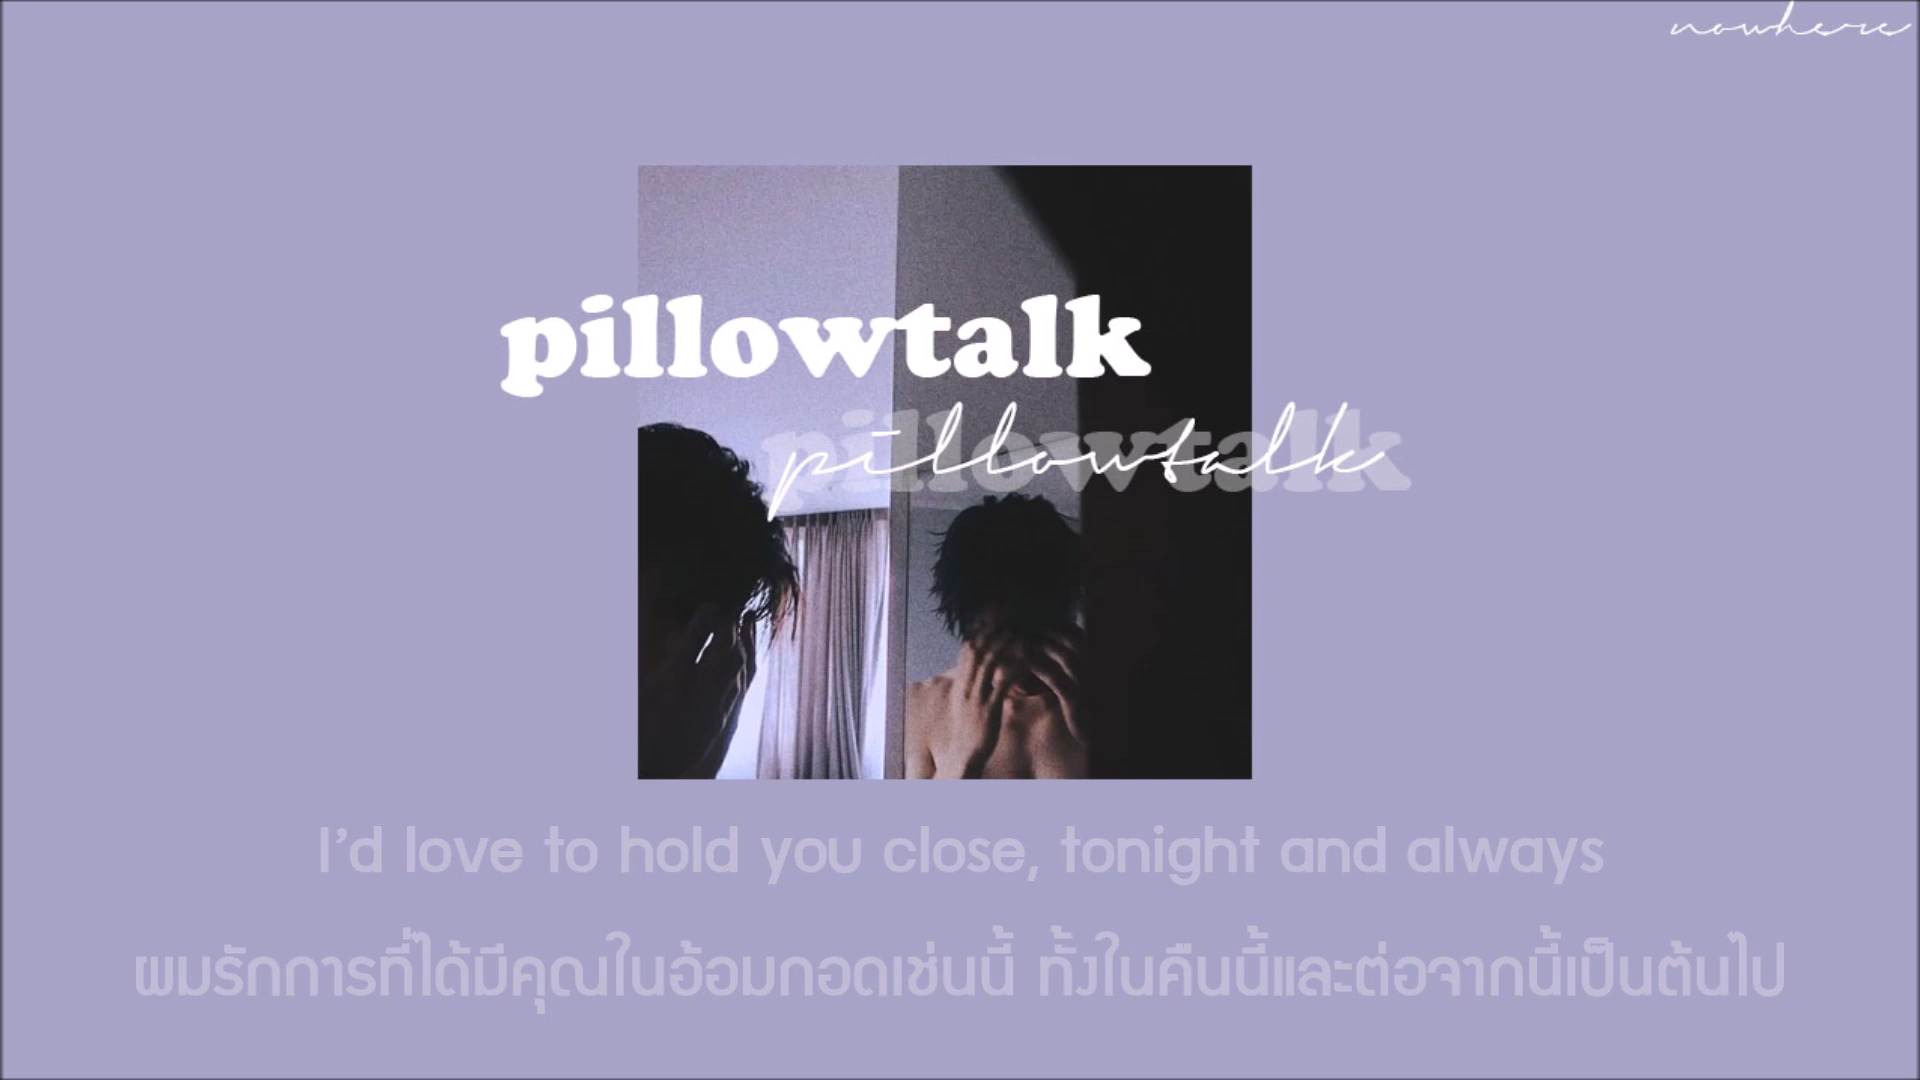 nowhere
pillowtalk
pillowtalk
pillowtalk
I'd love to hold you close, tonight and always
ผมรักการที่ได้มีคุณในอ้อมกอดเช่นนี้ ทั้งในคืนนี้และต่อจากนี้เป็นต้นไป